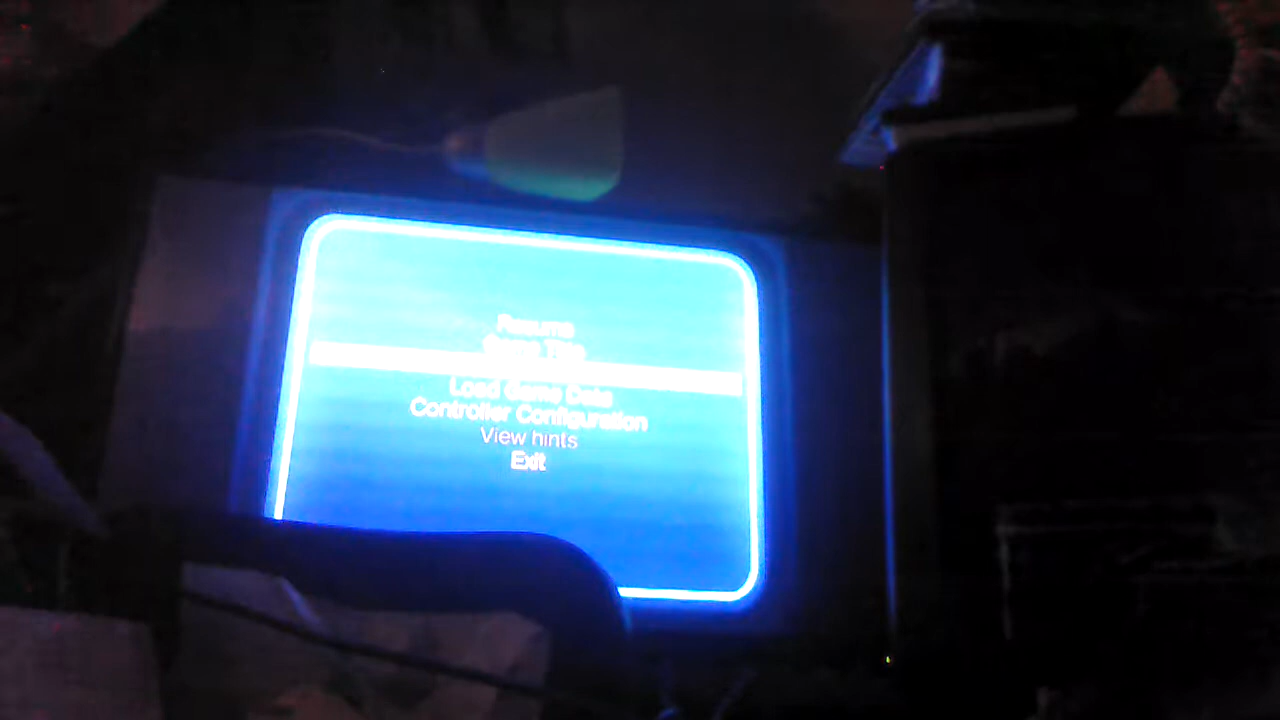 Resume
Load Game Data
Controller Configuration
View hints
Exit